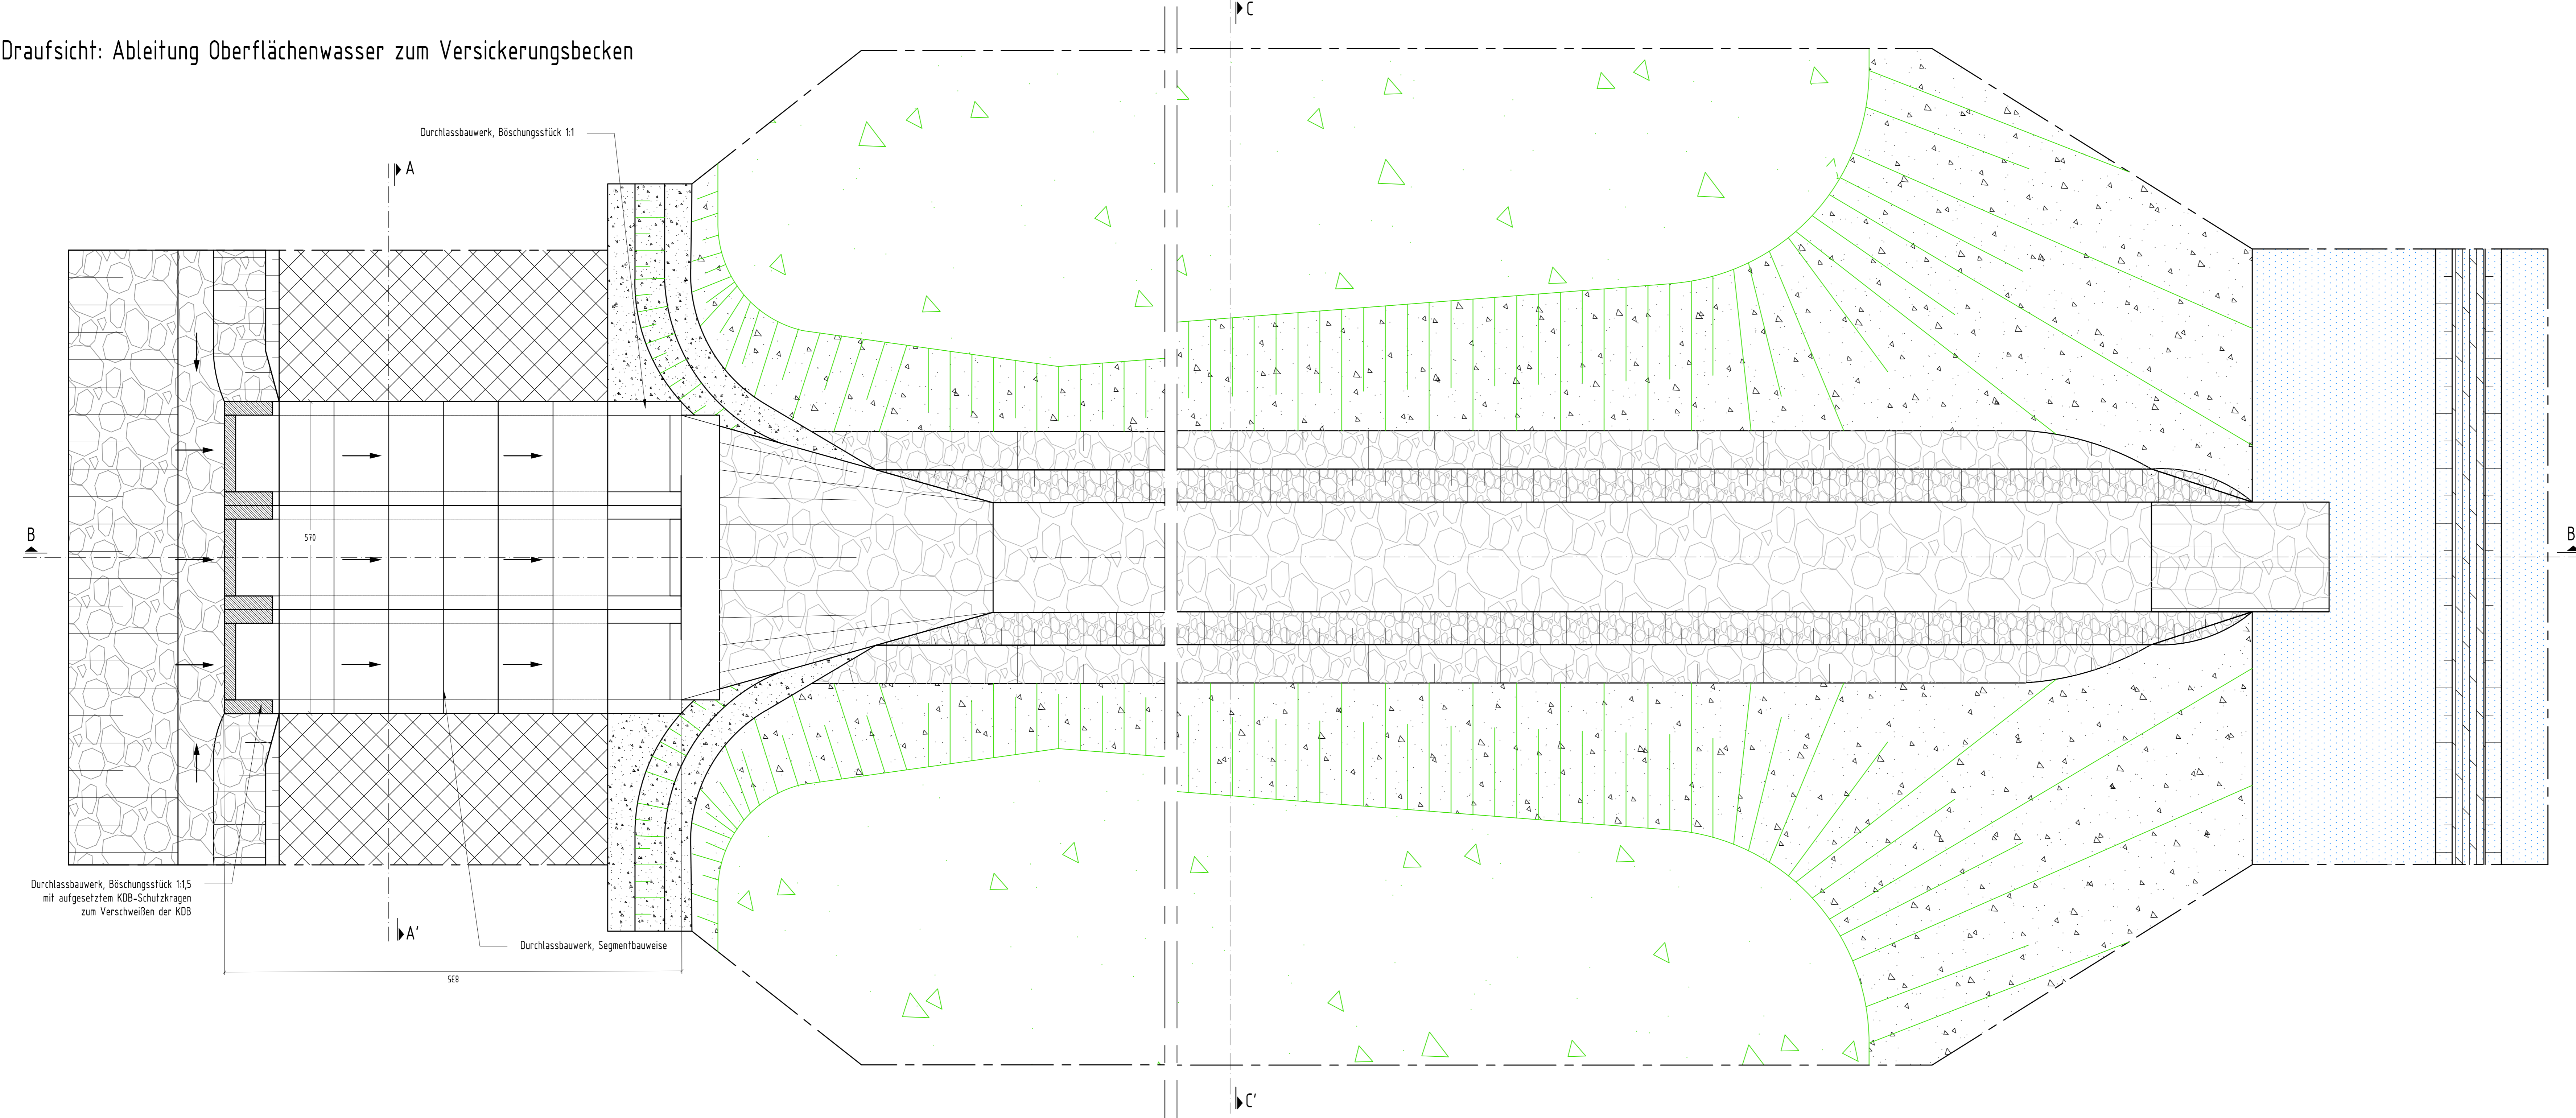 Draufsicht: Ableitung Oberflächenwasser zum Versickerungsbecken
C
Durchlassbauwerk, Böschungsstück 1:1
A
B
B
570
Durchlassbauwerk, Böschungsstück 1:1,5
mit aufgesetztem KDB-Schutzkragen
zum Verschweißen der KDB
A'
Durchlassbauwerk, Segmentbauweise
835
C'